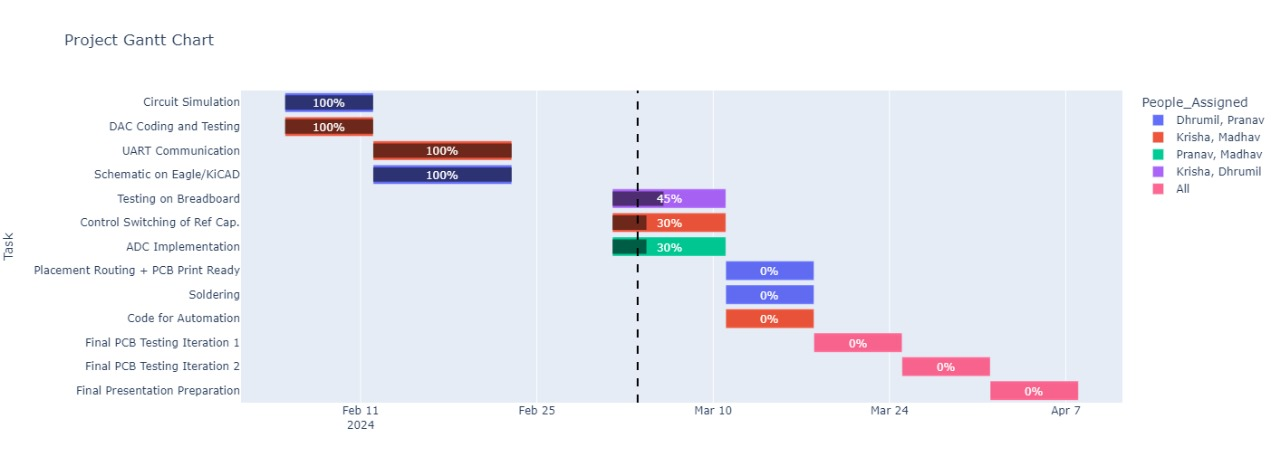 Project Gantt Chart
People_Assigned
Dhrumil, Pranav
Krisha, Madhav
Pranav, Madhav
Krisha, Dhrumil
All
Task
Circuit Simulation 100%
DAC Coding and Testing 100%
UART Communication 100%
Schematic on Eagle/KiCAD 100%
Testing on Breadboard 45%
Control Switching of Ref Cap. 30%
ADC Implementation 30%
Placement Routing + PCB Print Ready 0%
Soldering 0%
Code for Automation 0%
Final PCB Testing Iteration 1 0%
Final PCB Testing Iteration 2 0%
Final Presentation Preparation 0%
Feb 11 Feb 25 Mar 10 Mar 24 Apr 7
2024